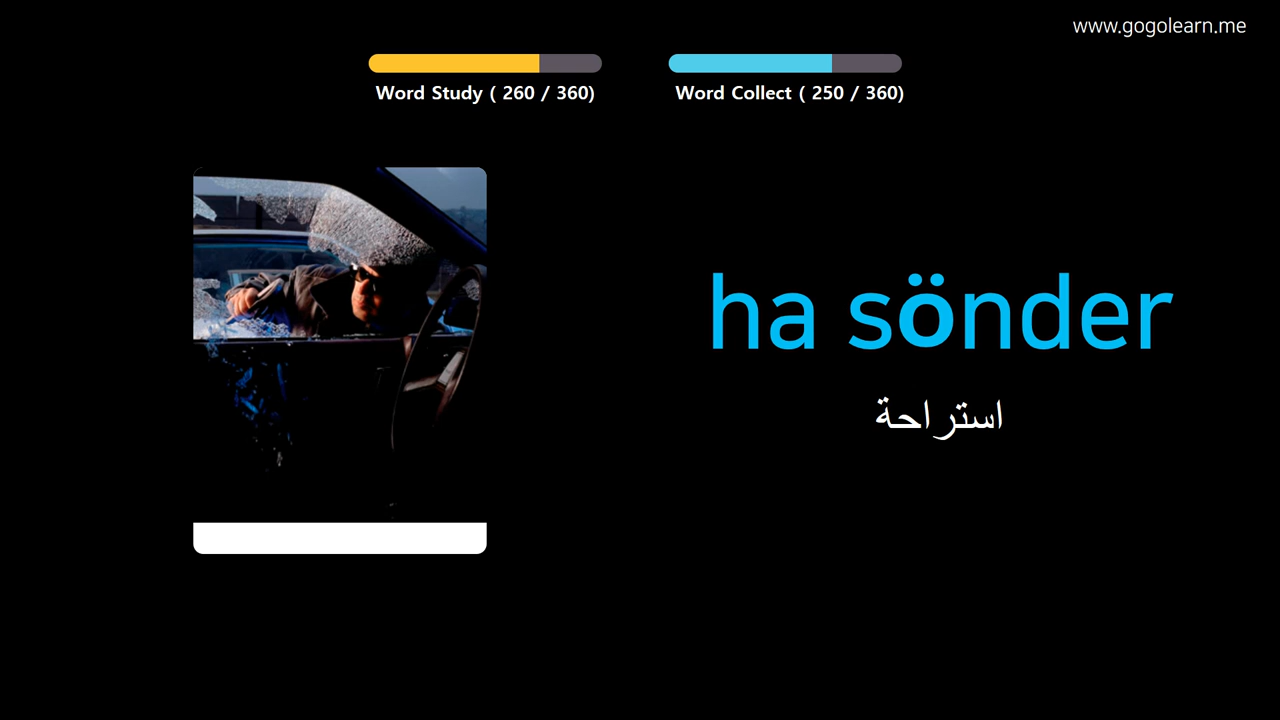 www.gogolearn.me
Word Study ( 260 / 360)
Word Collect ( 250 / 360)
ha sönder
استراحة